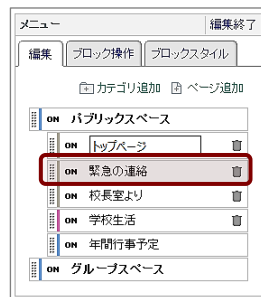 メニュー 編集終了
編集 ブロック操作 ブロックスタイル
カテゴリ追加 ページ追加
ON パブリックスペース
ON トップページ
ON 緊急の連絡
ON 校長室より
ON 学校生活
ON 年間行事予定
ON グループスペース